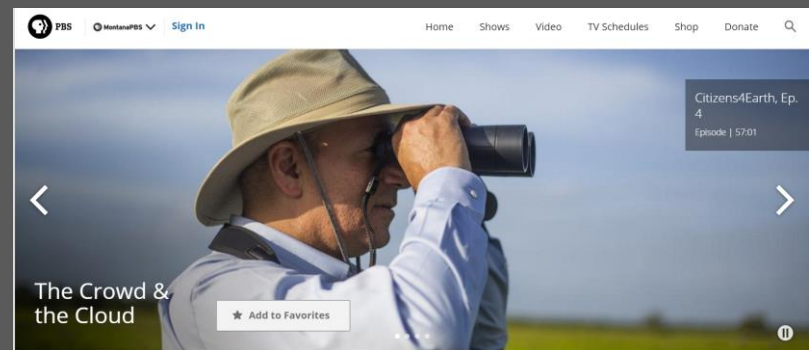 PBS MontanaPBS Sign In Home Shows Video TV Schedules Shop Donate
Citizens4Earth, Ep.
4
Episode | 57:01
The Crowd &
the Cloud
Add to Favorites